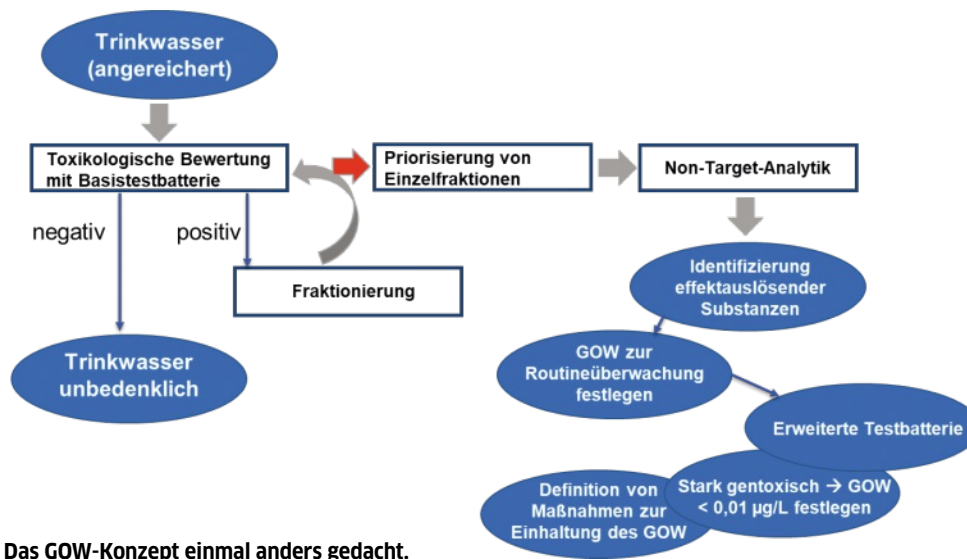 Trinkwasser
(angereichert)
Toxikologische Bewertung
mit Basistestbatterie
Priorisierung von
Einzelfraktionen
Non-Target-Analytik
negativ
positiv
Fraktionierung
Identifizierung
effektauslösender
Substanzen
Trinkwasser
unbedenklich
GOW zur
Routineüberwachung
festlegen
Erweiterte Testbatterie
Stark gentoxisch → GOW
< 0,01 µg/L festlegen
Definition von
Maßnahmen zur
Einhaltung des GOW
Das GOW-Konzept einmal anders gedacht.